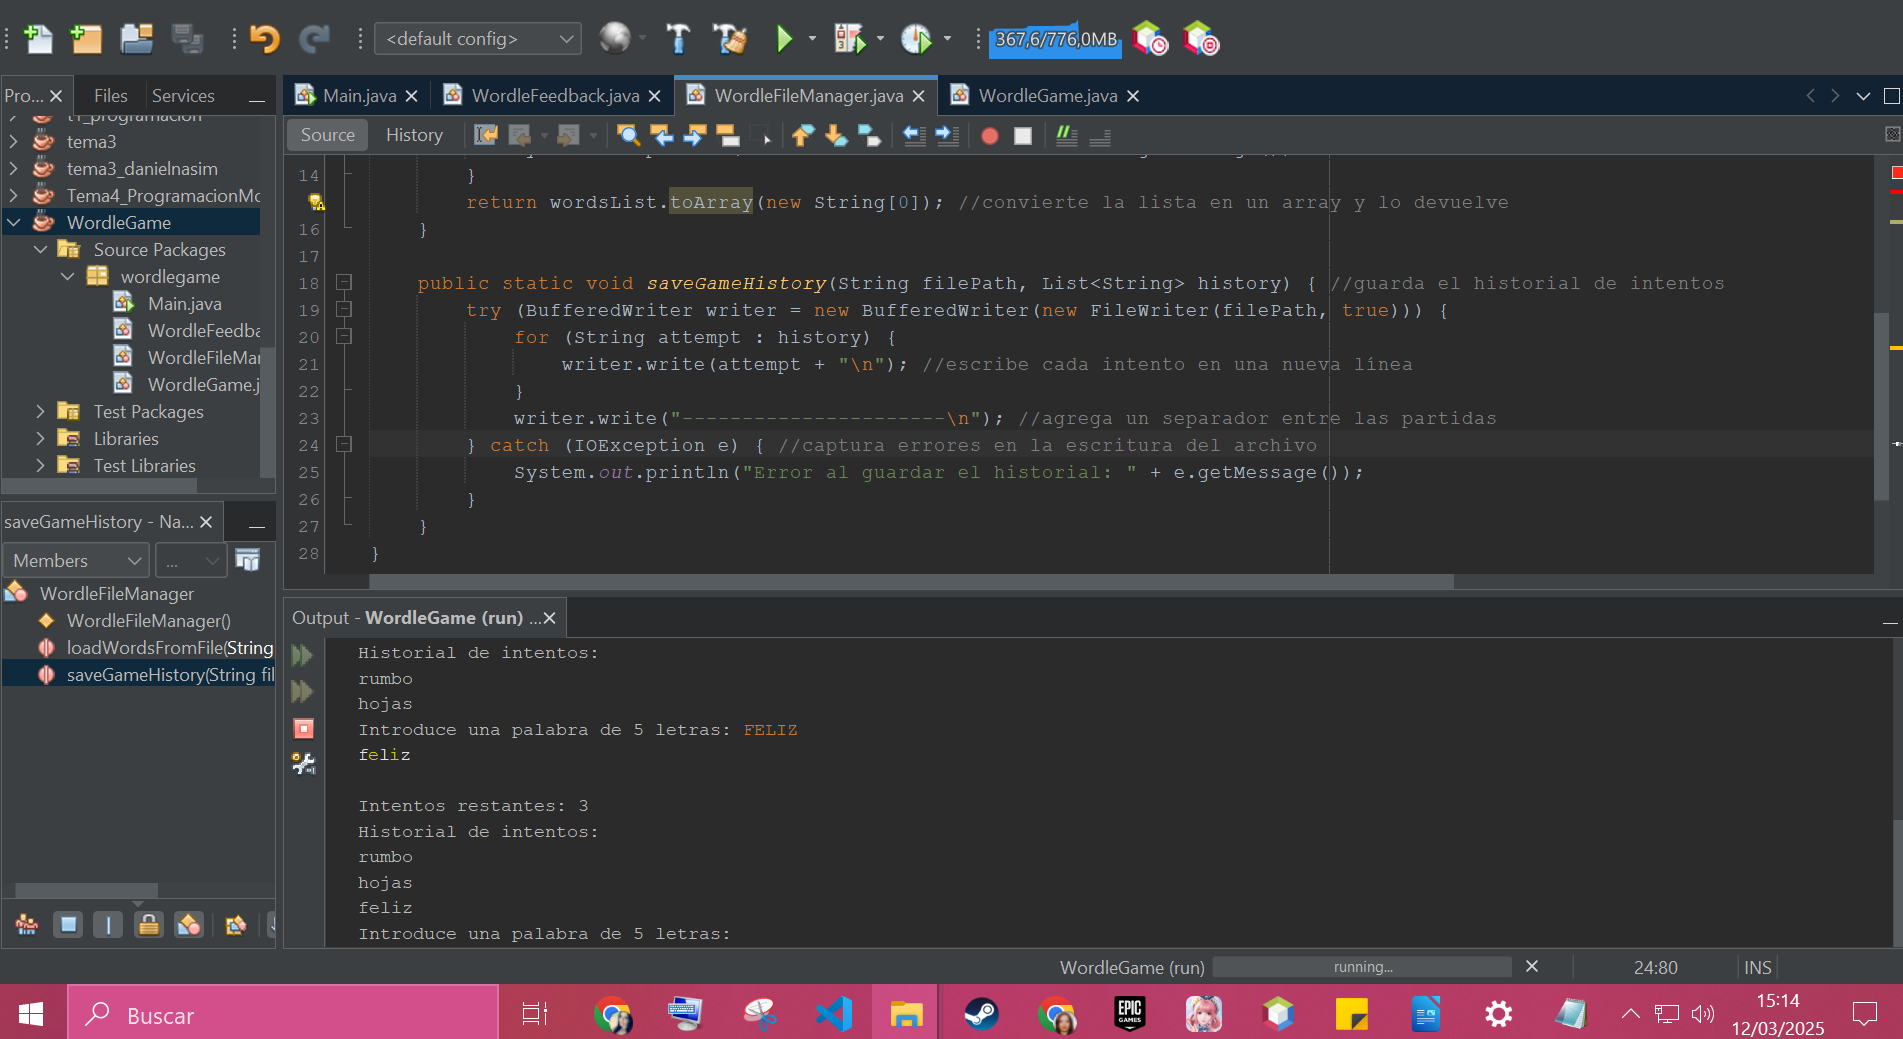 <default config>
367,6/776,0MB
Pro...
Files
Services
Main.java
WordleFeedback.java
WordleFileManager.java
WordleGame.java
Source
History
t1_programacion
tema3
tema3_danielnasim
Tema4_ProgramacionMo
WordleGame
Source Packages
wordlegame
Main.java
WordleFeedba
WordleFileMar
WordleGame.j
Test Packages
Libraries
Test Libraries
14 }
return wordsList.toArray(new String[0]); //convierte la lista en un array y lo devuelve
16 }
17
18 public static void saveGameHistory(String filePath, List<String> history) { //guarda el historial de intentos
19 try (BufferedWriter writer = new BufferedWriter(new FileWriter(filePath, true))) {
20 for (String attempt : history) {
21 writer.write(attempt + "\n"); //escribe cada intento en una nueva línea
22 }
23 writer.write("----------------------\n"); //agrega un separador entre las partidas
24 } catch (IOException e) { //captura errores en la escritura del archivo
25 System.out.println("Error al guardar el historial: " + e.getMessage());
26 }
27 }
28 }
saveGameHistory - Na...
Members
...
WordleFileManager
WordleFileManager()
loadWordsFromFile(String
saveGameHistory(String fil
Output - WordleGame (run) ...
Historial de intentos:
rumbo
hojas
Introduce una palabra de 5 letras: FELIZ
feliz
Intentos restantes: 3
Historial de intentos:
rumbo
hojas
feliz
Introduce una palabra de 5 letras:
WordleGame (run)
running...
24:80
INS
Buscar
EPIC
GAMES
15:14
12/03/2025